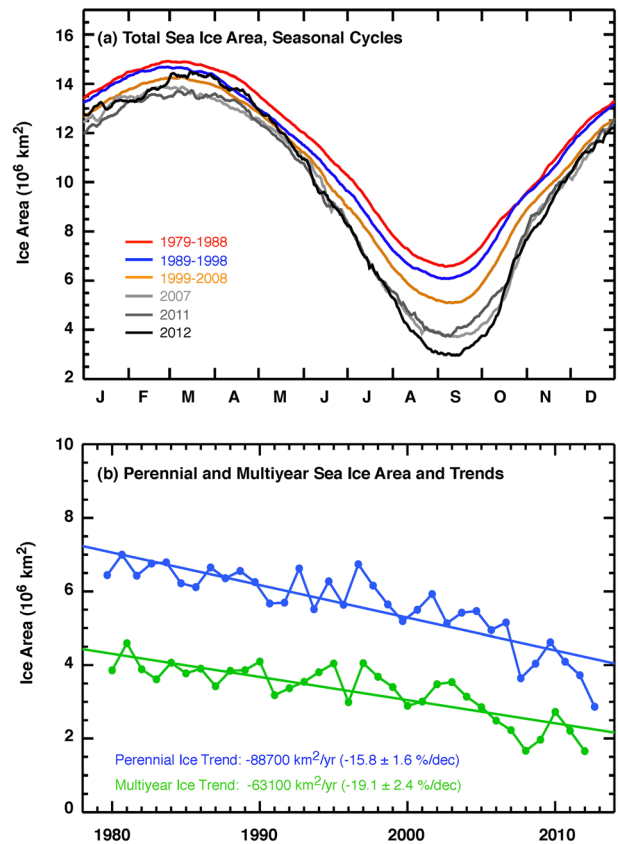 (a) Total Sea Ice Area, Seasonal Cycles
16
14
12
10
8
6
4
2
Ice Area (10⁶ km²)
1979-1988
1989-1998
1999-2008
2007
2011
2012
J F M A M J J A S O N D
(b) Perennial and Multiyear Sea Ice Area and Trends
10
8
6
4
2
0
Ice Area (10⁶ km²)
Perennial Ice Trend: -88700 km²/yr (-15.8 ± 1.6 %/dec)
Multiyear Ice Trend: -63100 km²/yr (-19.1 ± 2.4 %/dec)
1980 1990 2000 2010